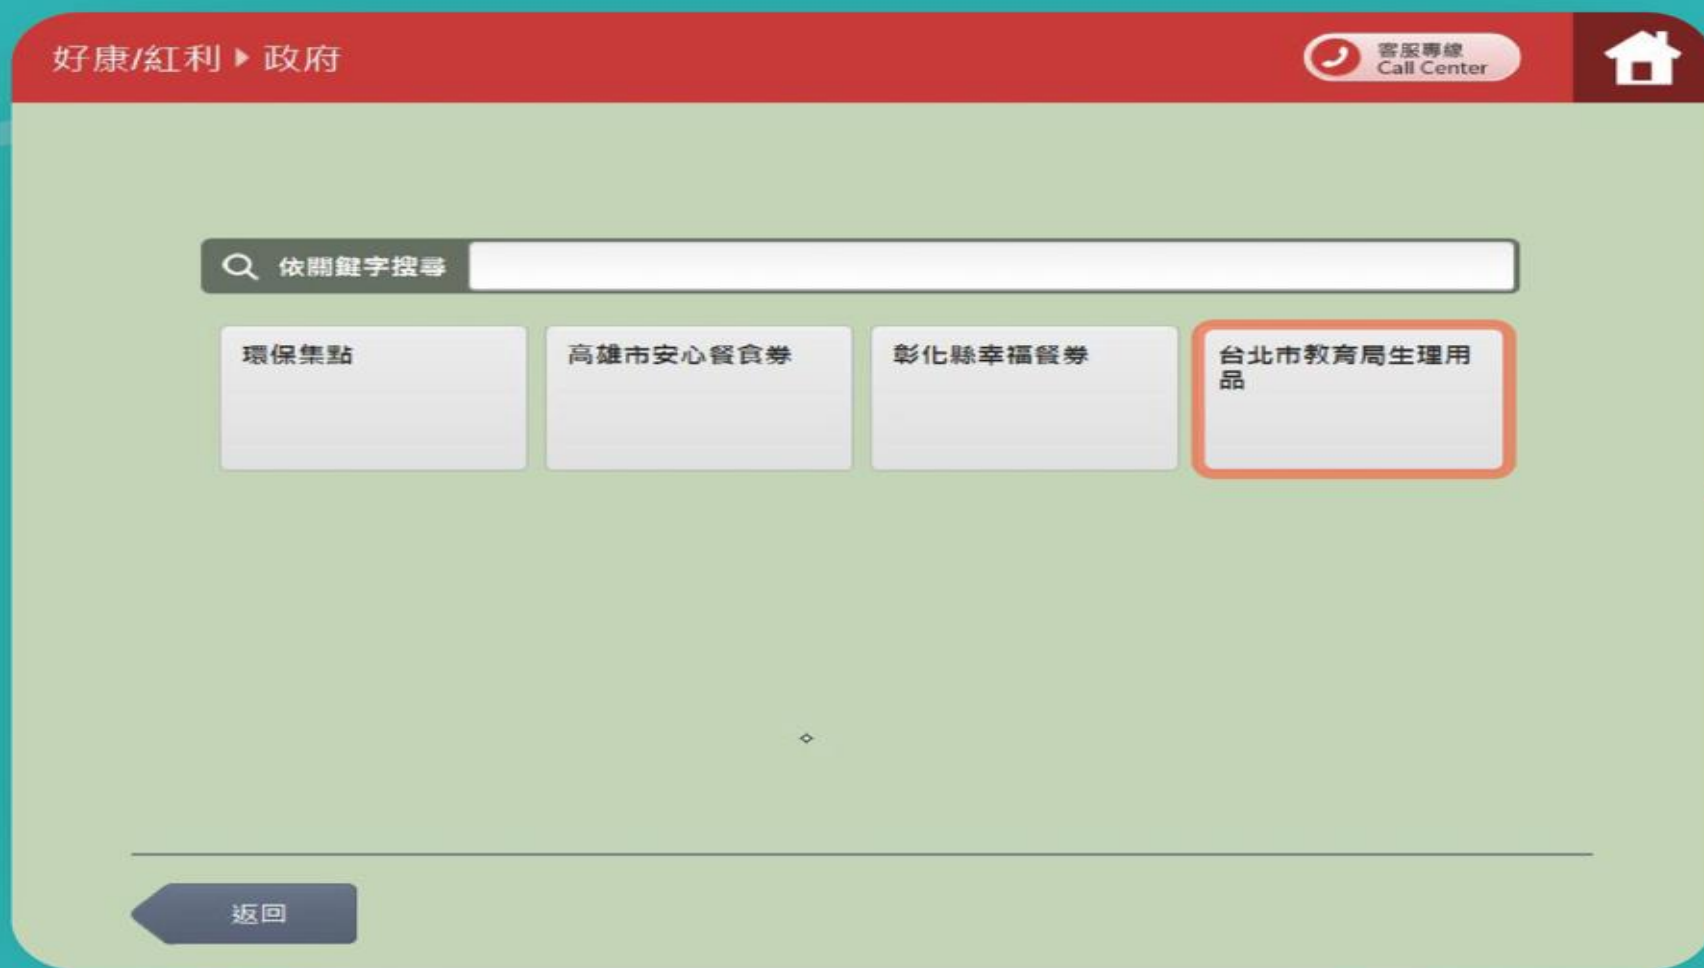 好康/紅利▶政府
客服專線
Call Center
依關鍵字搜尋
環保集點
高雄市安心餐食券
彰化縣幸福餐券
台北市教育局生理用
品
返回